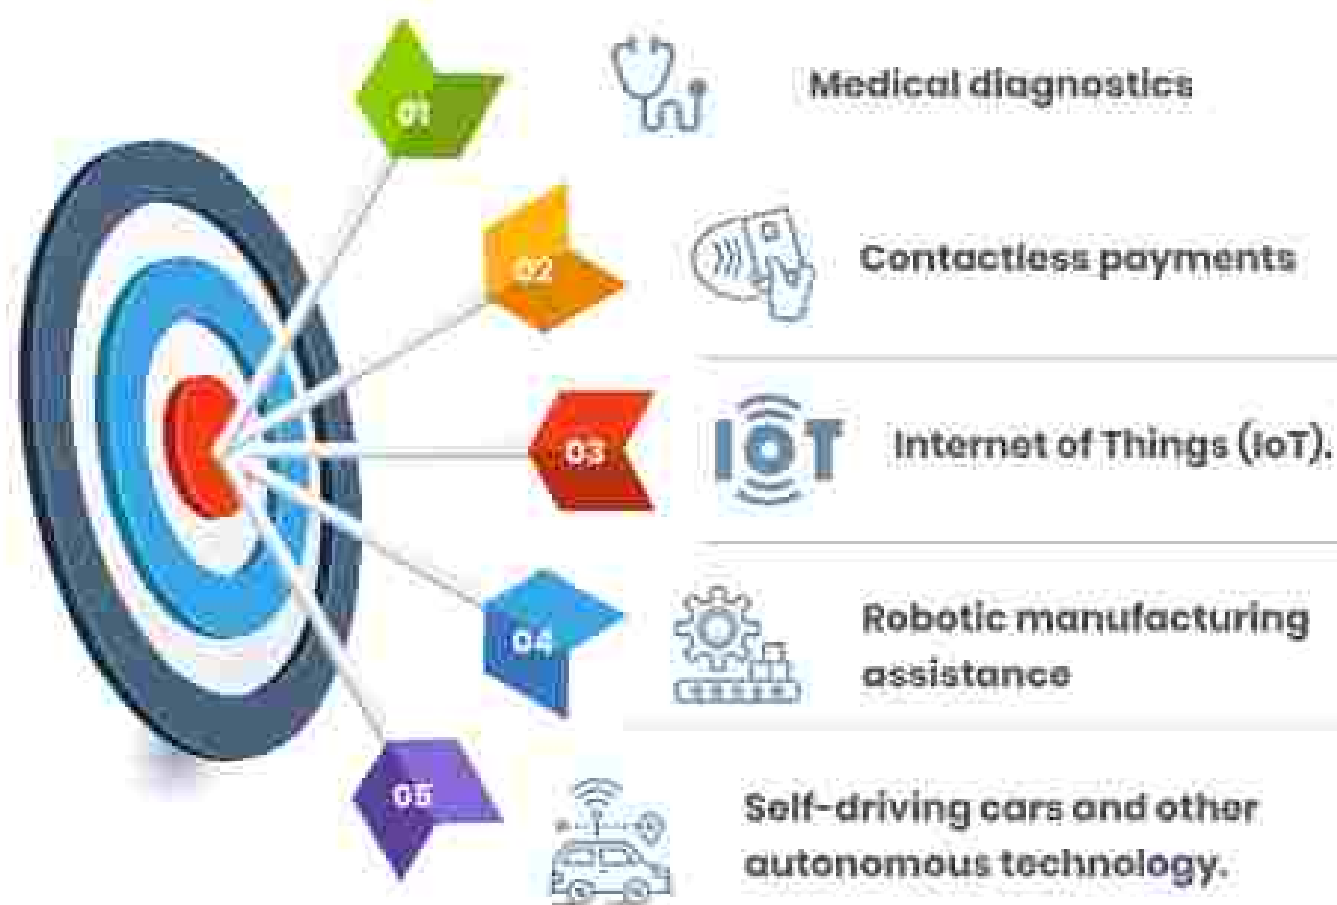 01
Medical diagnostics
02
Contactless payments
03
IOT
Internet of Things (IoT).
04
Robotic manufacturing
assistance
05
Self-driving cars and other
autonomous technology.